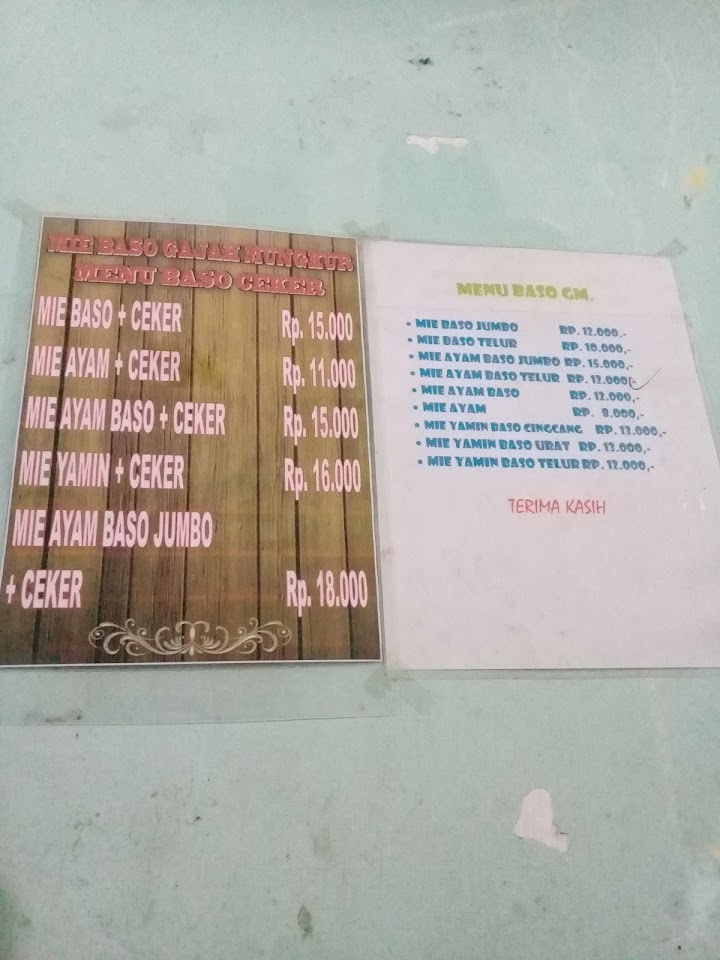 MIE BASO GAJAH MUNGKUR
MENU BASO CEKER
MIE BASO + CEKER Rp. 15.000
MIE AYAM + CEKER Rp. 11.000
MIE AYAM BASO + CEKER Rp. 15.000
MIE YAMIN + CEKER Rp. 16.000
MIE AYAM BASO JUMBO
+ CEKER Rp. 18.000
MENU BASO GM.
• MIE BASO JUMBO RP. 12.000.-
• MIE BASO TELUR RP. 10.000,-
• MIE AYAM BASO JUMBO RP. 15.000,-
• MIE AYAM BASO TELUR RP. 12.000,-
• MIE AYAM BASO RP. 12.000,-
• MIE AYAM RP. 8.000,-
• MIE YAMIN BASO CINGCANG RP. 13.000,-
• MIE YAMIN BASO URAT RP. 13.000,-
• MIE YAMIN BASO TELUR RP. 12.000,-
TERIMA KASIH